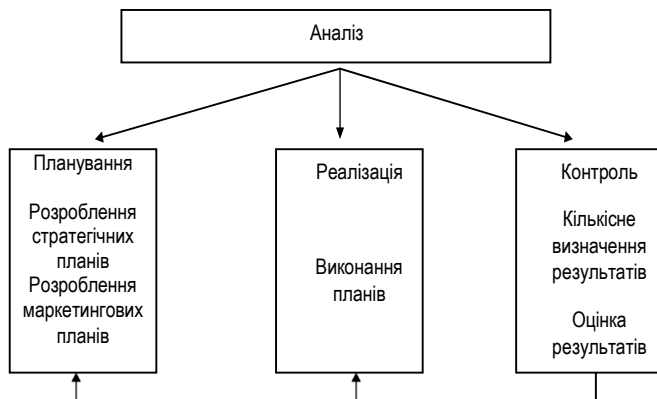 Аналіз
Планування
Розроблення
стратегічних
планів
Розроблення
маркетингових
планів
Реалізація
Виконання
планів
Контроль
Кількісне
визначення
результатів
Оцінка
результатів